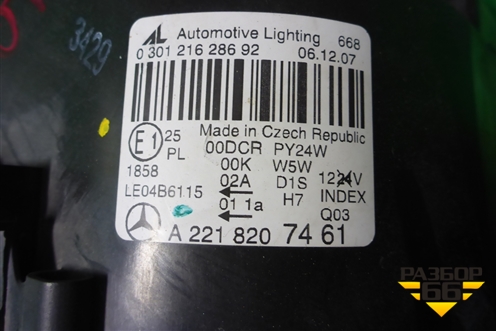 3429
AL Automotive Lighting 668
0 301 216 286 92 06.12.07
Made in Czech Republic
E1 25 00DCR PY24W
PL 00K W5W
1858 02A D1S 12V
LE04B6115 01 1a H7 INDEX
Q03
A 221 820 7461
РАЗБОР
66